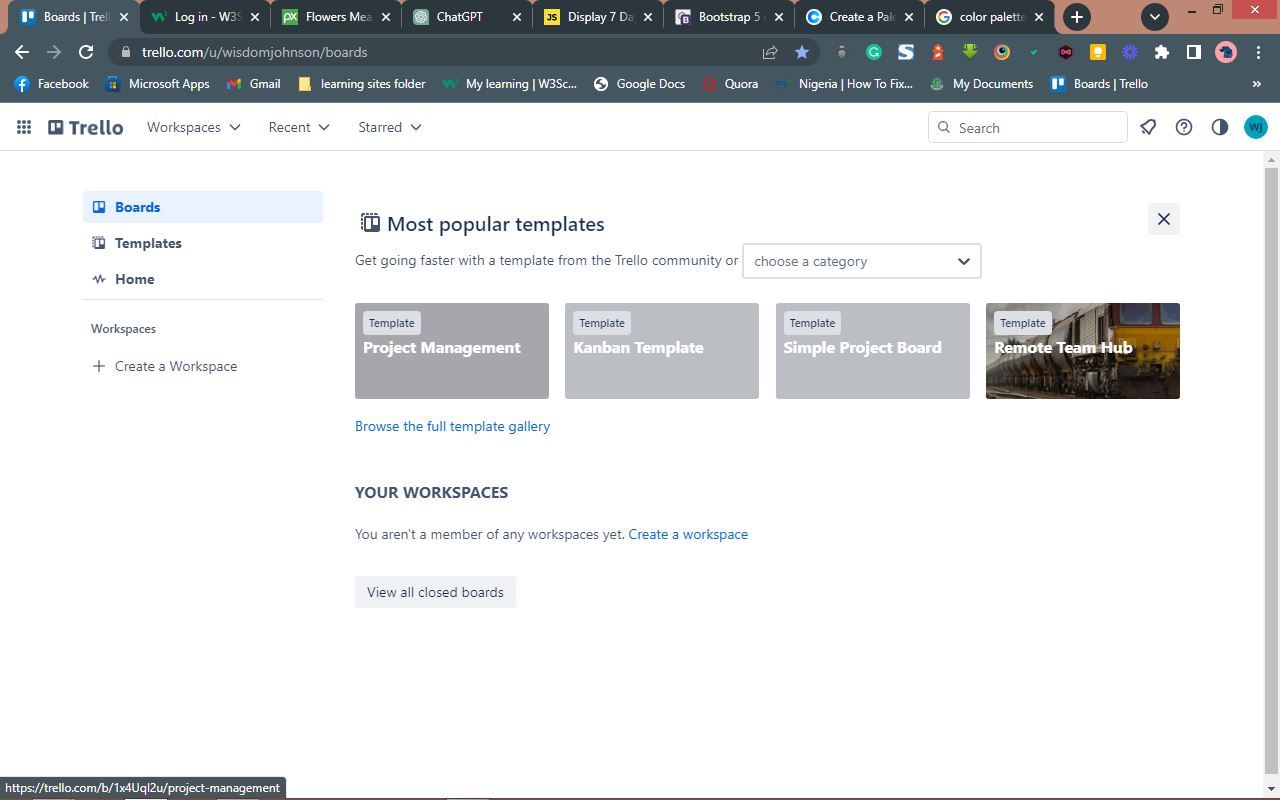 Boards | Trel
Log in - W3S
Flowers Mea
ChatGPT
JS
Display 7 Da
Bootstrap 5 c
Create a Pal
color palette
trello.com/u/wisdomjohnson/boards
Facebook
Microsoft Apps
Gmail
learning sites folder
My learning | W3Sc...
Google Docs
Quora
Nigeria | How To Fix...
My Documents
Boards | Trello
»
Trello
Workspaces
Recent
Starred
Search
WJ
Boards
Templates
Home
Workspaces
Create a Workspace
Most popular templates
Get going faster with a template from the Trello community or
choose a category
Template
Project Management
Template
Kanban Template
Template
Simple Project Board
Template
Remote Team Hub
Browse the full template gallery
YOUR WORKSPACES
You aren't a member of any workspaces yet. Create a workspace
View all closed boards
https://trello.com/b/1x4Uql2u/project-management